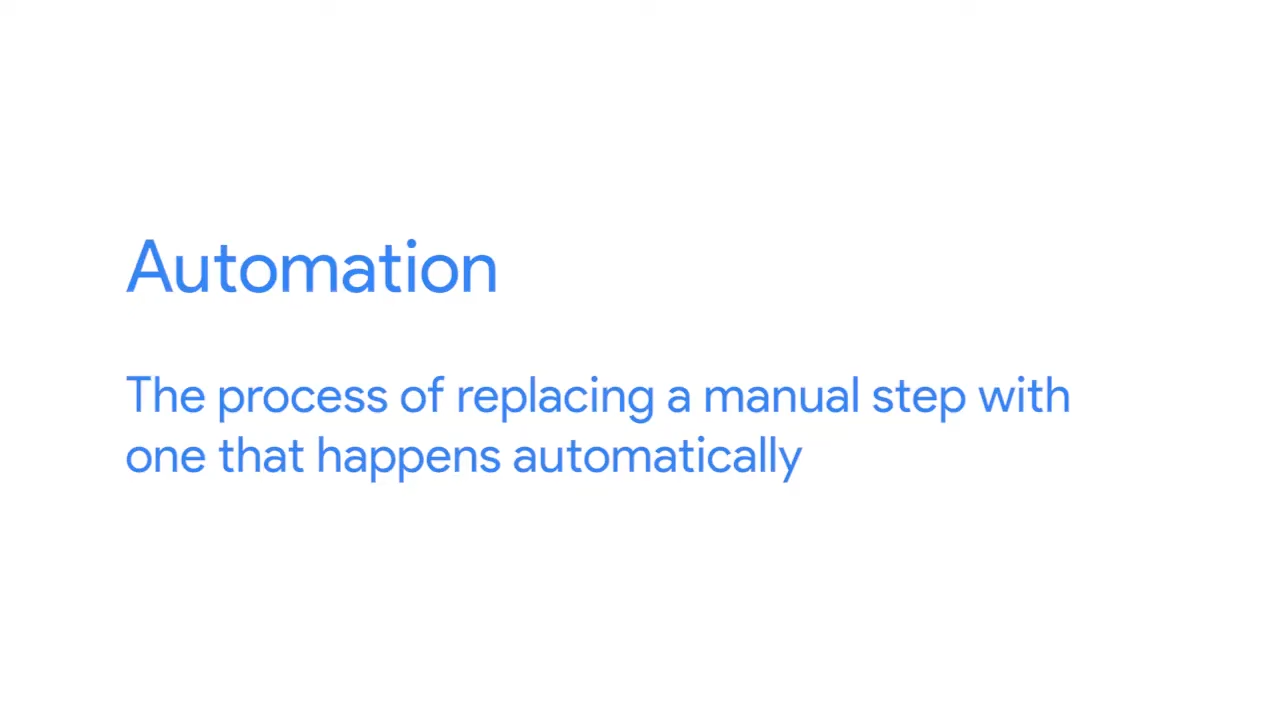 Automation
The process of replacing a manual step with
one that happens automatically